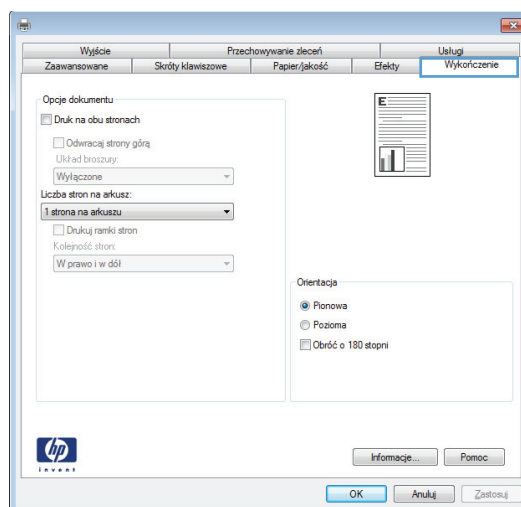 Wyjście Przechowywanie zleceń Usługi
Zaawansowane Skróty klawiszowe Papier/jakość Efekty Wykończenie
Opcje dokumentu
Druk na obu stronach
Odwracaj strony górą
Układ broszury:
Wyłączone
Liczba stron na arkusz:
1 strona na arkuszu
Drukuj ramki stron
Kolejność stron:
W prawo i w dół
E
Orientacja
Pionowa
Pozioma
Obróć o 180 stopni
hp
invent
Informacje... Pomoc
OK Anuluj Zastosuj